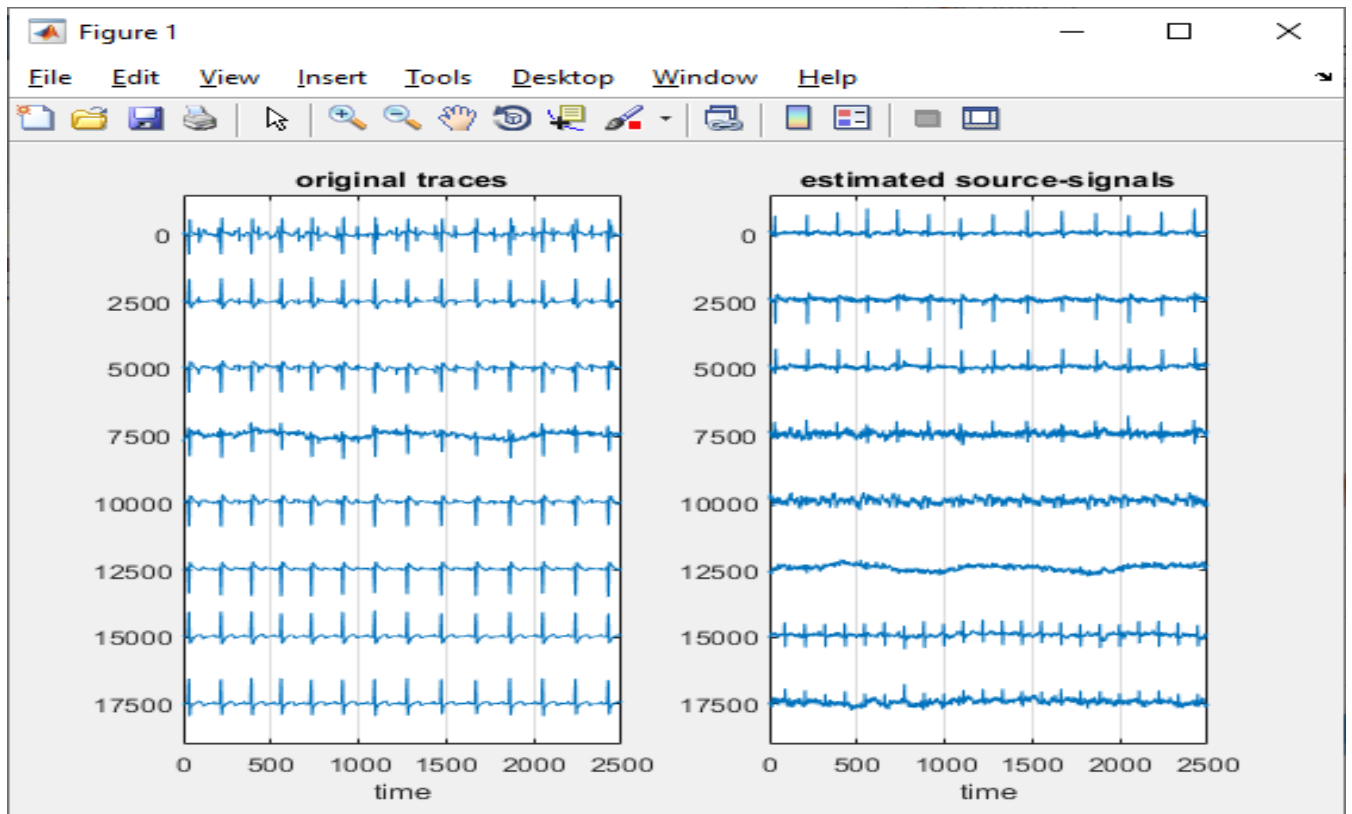 Figure 1
File Edit View Insert Tools Desktop Window Help
original traces
0
2500
5000
7500
10000
12500
15000
17500
0 500 1000 1500 2000 2500
time
estimated source-signals
0
2500
5000
7500
10000
12500
15000
17500
0 500 1000 1500 2000 2500
time